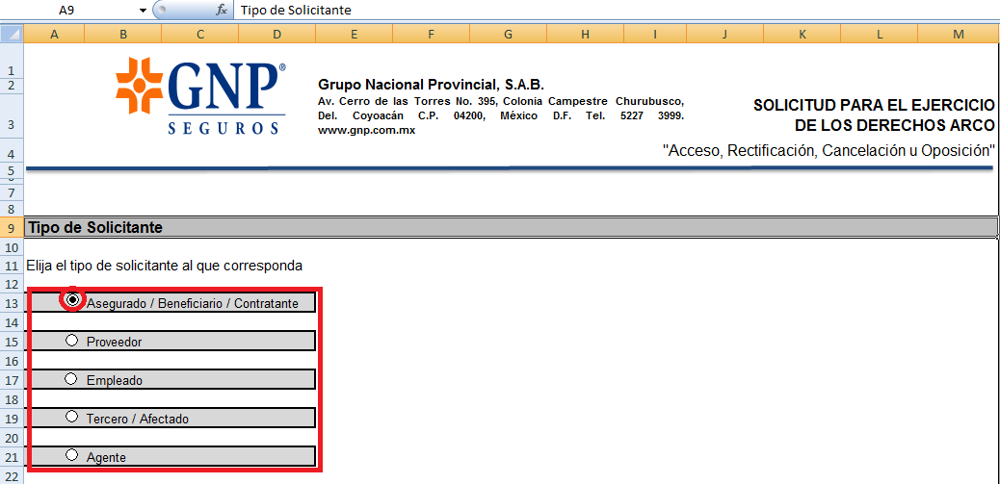 A9
fx
Tipo de Solicitante
A B C D E F G H I J K L M
1
2
3
4
5
7
8
9
10
11
12
13
14
15
16
17
18
19
20
21
22
GNP®
SEGUROS
Grupo Nacional Provincial, S.A.B.
Av. Cerro de las Torres No. 395, Colonia Campestre Churubusco,
Del. Coyoacán C.P. 04200, México D.F. Tel. 5227 3999.
www.gnp.com.mx
SOLICITUD PARA EL EJERCICIO
DE LOS DERECHOS ARCO
"Acceso, Rectificación, Cancelación u Oposición"
Tipo de Solicitante
Elija el tipo de solicitante al que corresponda
Asegurado / Beneficiario / Contratante
Proveedor
Empleado
Tercero / Afectado
Agente